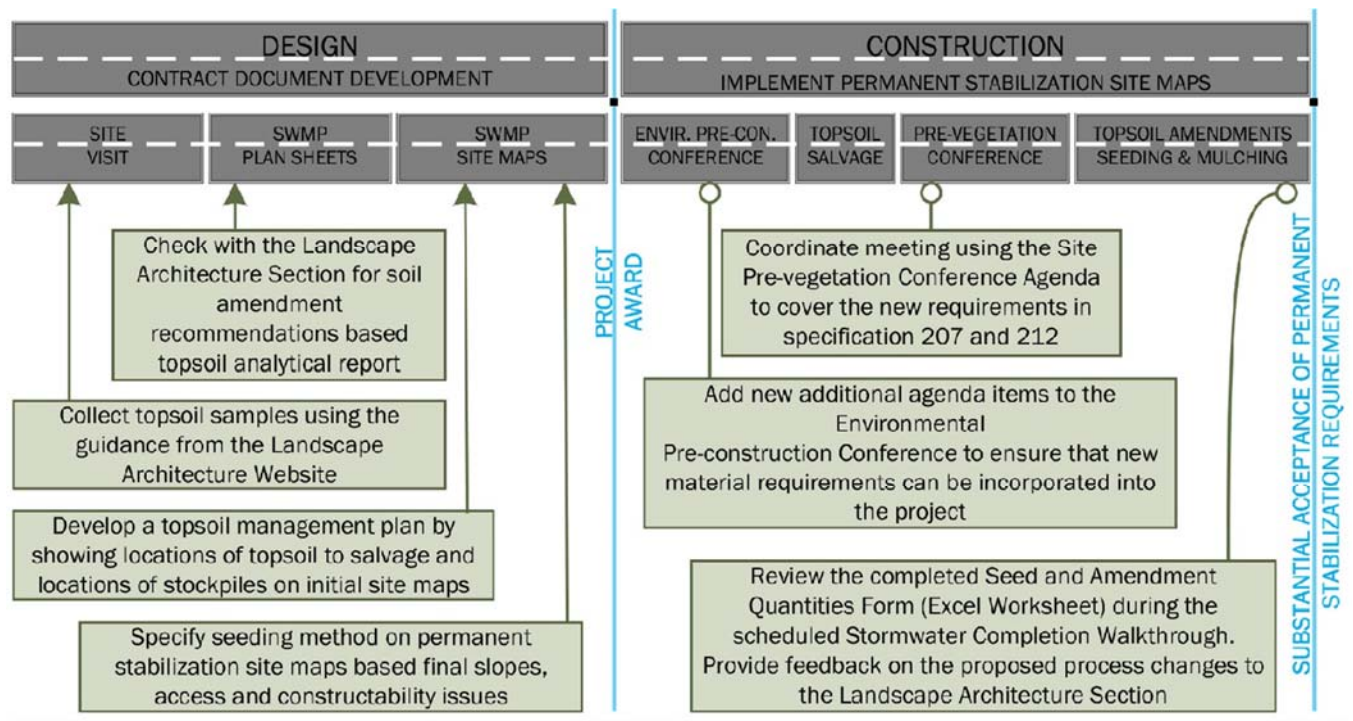 DESIGN
CONTRACT DOCUMENT DEVELOPMENT
CONSTRUCTION
IMPLEMENT PERMANENT STABILIZATION SITE MAPS
SITE
VISIT
SWMP
PLAN SHEETS
SWMP
SITE MAPS
ENVIR. PRE-CON.
CONFERENCE
TOPSOIL
SALVAGE
PRE-VEGETATION
CONFERENCE
TOPSOIL AMENDMENTS
SEEDING & MULCHING
Check with the Landscape
Architecture Section for soil
amendment
recommendations based
topsoil analytical report
Collect topsoil samples using the
guidance from the Landscape
Architecture Website
Develop a topsoil management plan by
showing locations of topsoil to salvage and
locations of stockpiles on initial site maps
Specify seeding method on permanent
stabilization site maps based final slopes,
access and constructability issues
PROJECT
AWARD
Coordinate meeting using the Site
Pre-vegetation Conference Agenda
to cover the new requirements in
specification 207 and 212
Add new additional agenda items to the
Environmental
Pre-construction Conference to ensure that new
material requirements can be incorporated into
the project
Review the completed Seed and Amendment
Quantities Form (Excel Worksheet) during the
scheduled Stormwater Completion Walkthrough.
Provide feedback on the proposed process changes to
the Landscape Architecture Section
SUBSTANTIAL ACCEPTANCE OF PERMANENT
STABILIZATION REQUIREMENTS